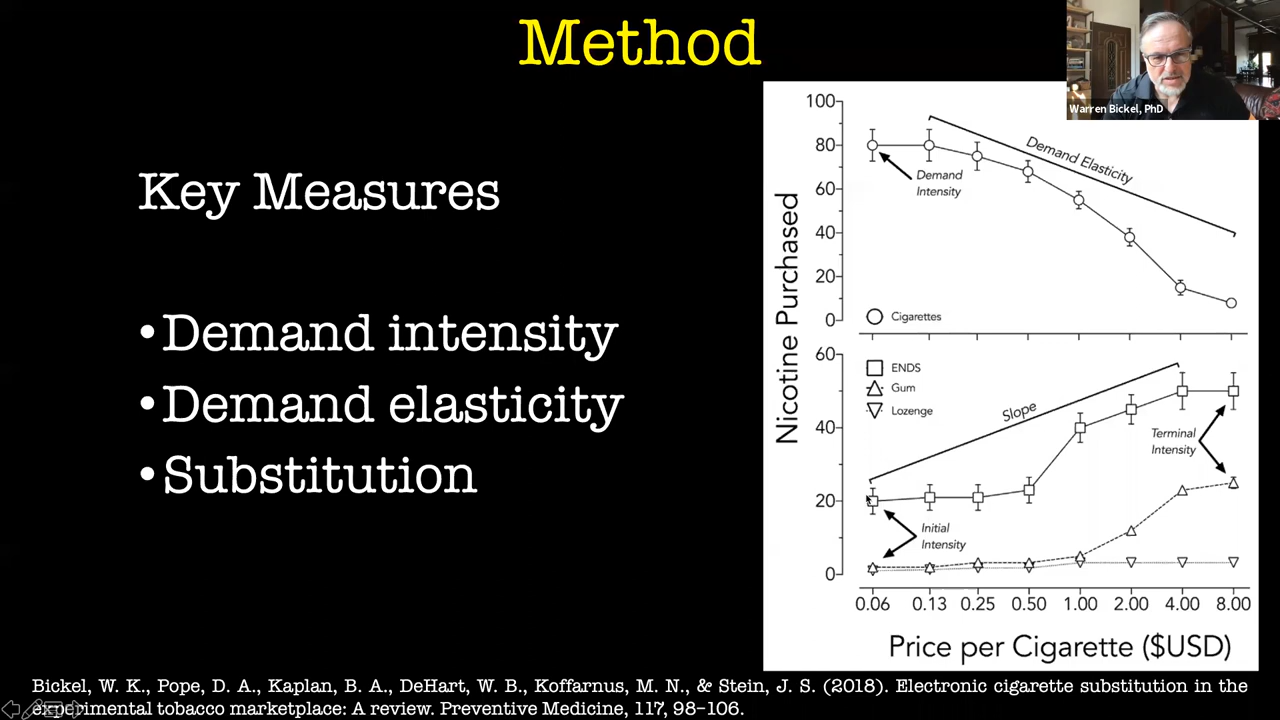 Method
Warren Bickel, PhD
Key Measures
•Demand intensity
•Demand elasticity
•Substitution
Nicotine Purchased
100
80
60
40
20
0
Demand Elasticity
Demand
Intensity
Cigarettes
60
40
20
0
ENDS
Gum
Lozenge
Slope
Terminal
Intensity
Initial
Intensity
0.06 0.13 0.25 0.50 1.00 2.00 4.00 8.00
Price per Cigarette ($USD)
Bickel, W. K., Pope, D. A., Kaplan, B. A., DeHart, W. B., Koffarnus, M. N., & Stein, J. S. (2018). Electronic cigarette substitution in the
experimental tobacco marketplace: A review. Preventive Medicine, 117, 98–106.